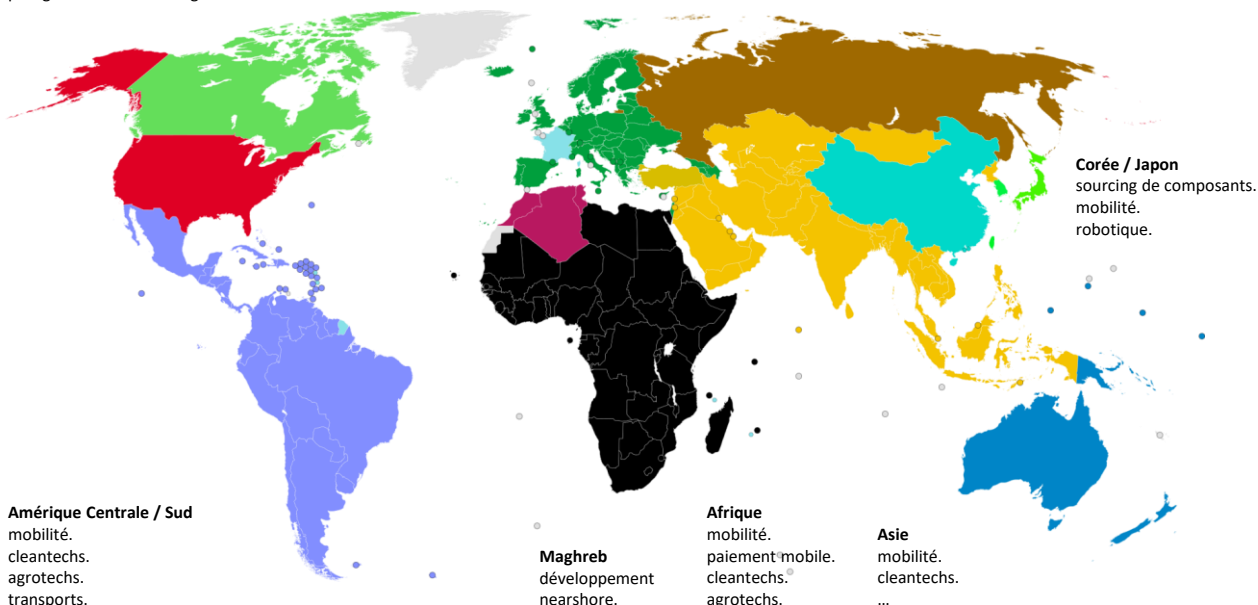 Corée / Japon
sourcing de composants.
mobilité.
robotique.
Amérique Centrale / Sud
mobilité.
cleantechs.
agrotechs.
transports.
Maghreb
développement
nearshore.
Afrique
mobilité.
paiement mobile.
cleantechs.
agrotechs.
Asie
mobilité.
cleantechs.
...